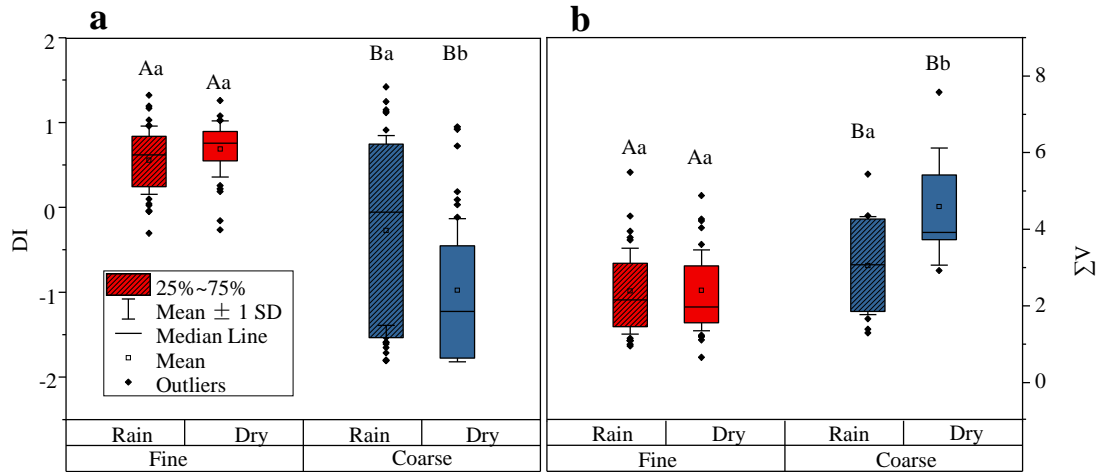 a
b
2
1
0
-1
-2
DI
Aa
Aa
Ba
Bb
25%~75%
Mean ± 1 SD
Median Line
Mean
Outliers
Rain Dry Rain Dry
Fine Coarse
Aa
Aa
Ba
Bb
8
6
4
2
0
∑V
Rain Dry Rain Dry
Fine Coarse